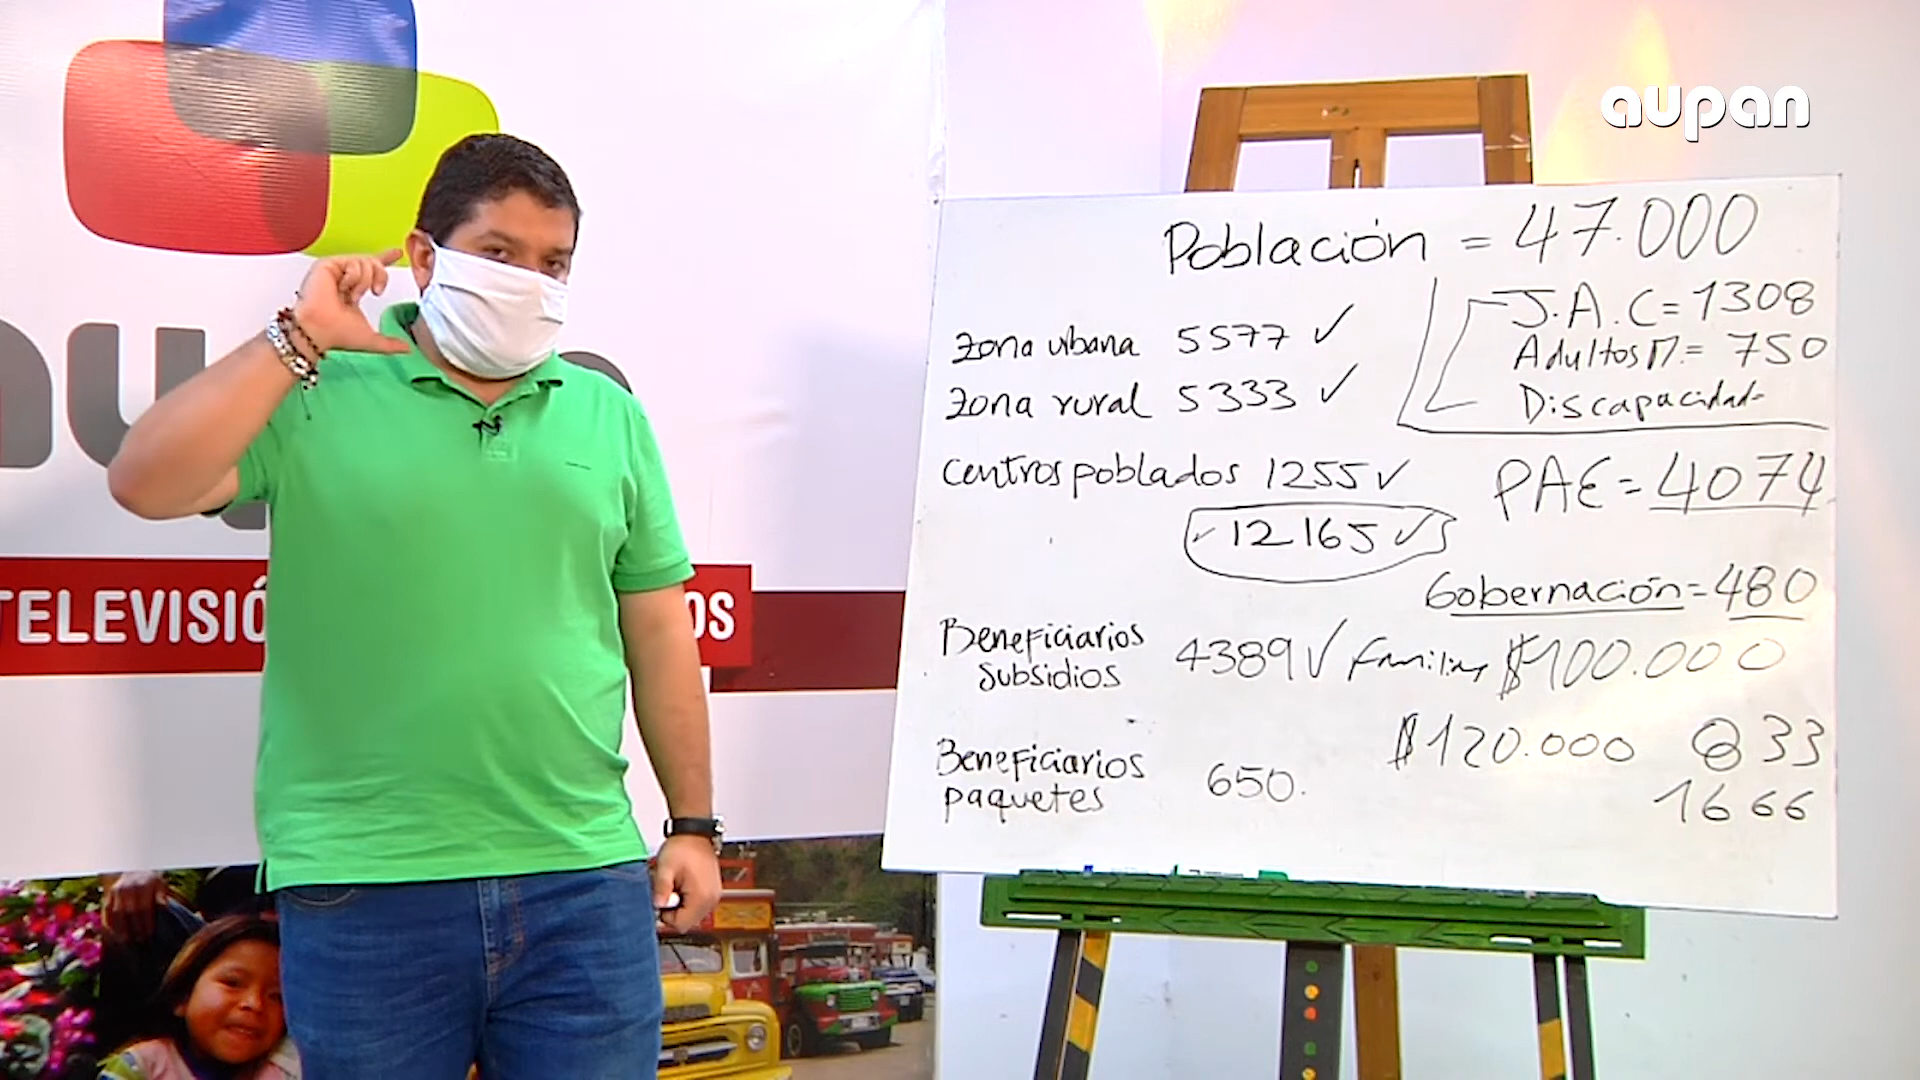 aupan
Población = 47.000
J.A.C = 1308
Adultos M. = 750
Discapacidad
zona urbana 5577 ✓
zona rural 5333 ✓
centros poblados 1255 ✓
✓ 12165 ✓
PAE = 4074
Gobernación = 480
Beneficiarios
subsidios 4389 ✓ familias $100.000
$120.000
33
1666
Beneficiarios
paquetes 650.
TELEVISIÓ
OS